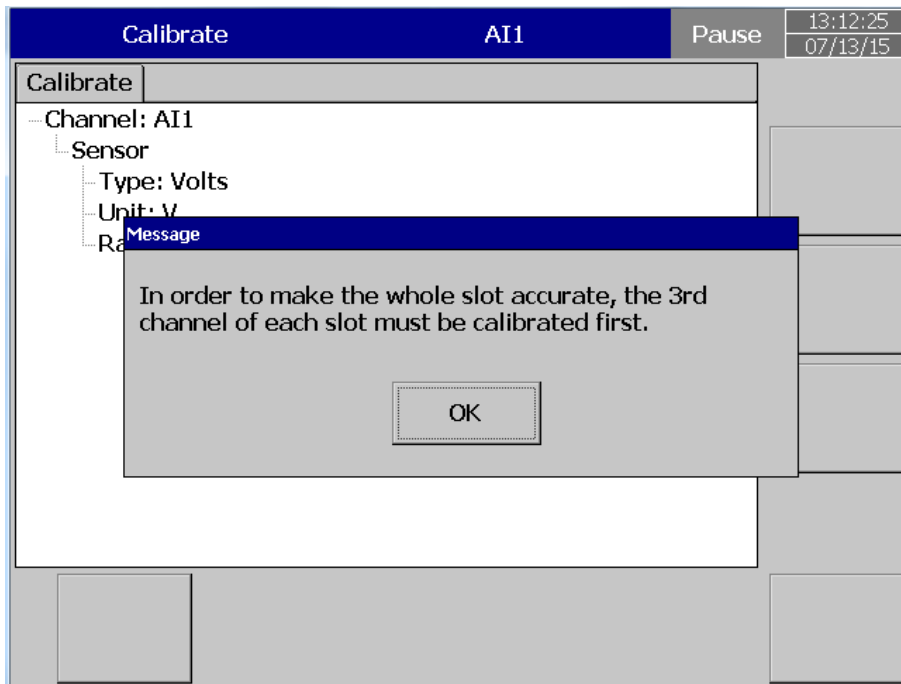 Calibrate AI1 Pause 13:12:25
07/13/15
Calibrate
Channel: AI1
Sensor
Type: Volts
Unit: V
Message
In order to make the whole slot accurate, the 3rd
channel of each slot must be calibrated first.
OK